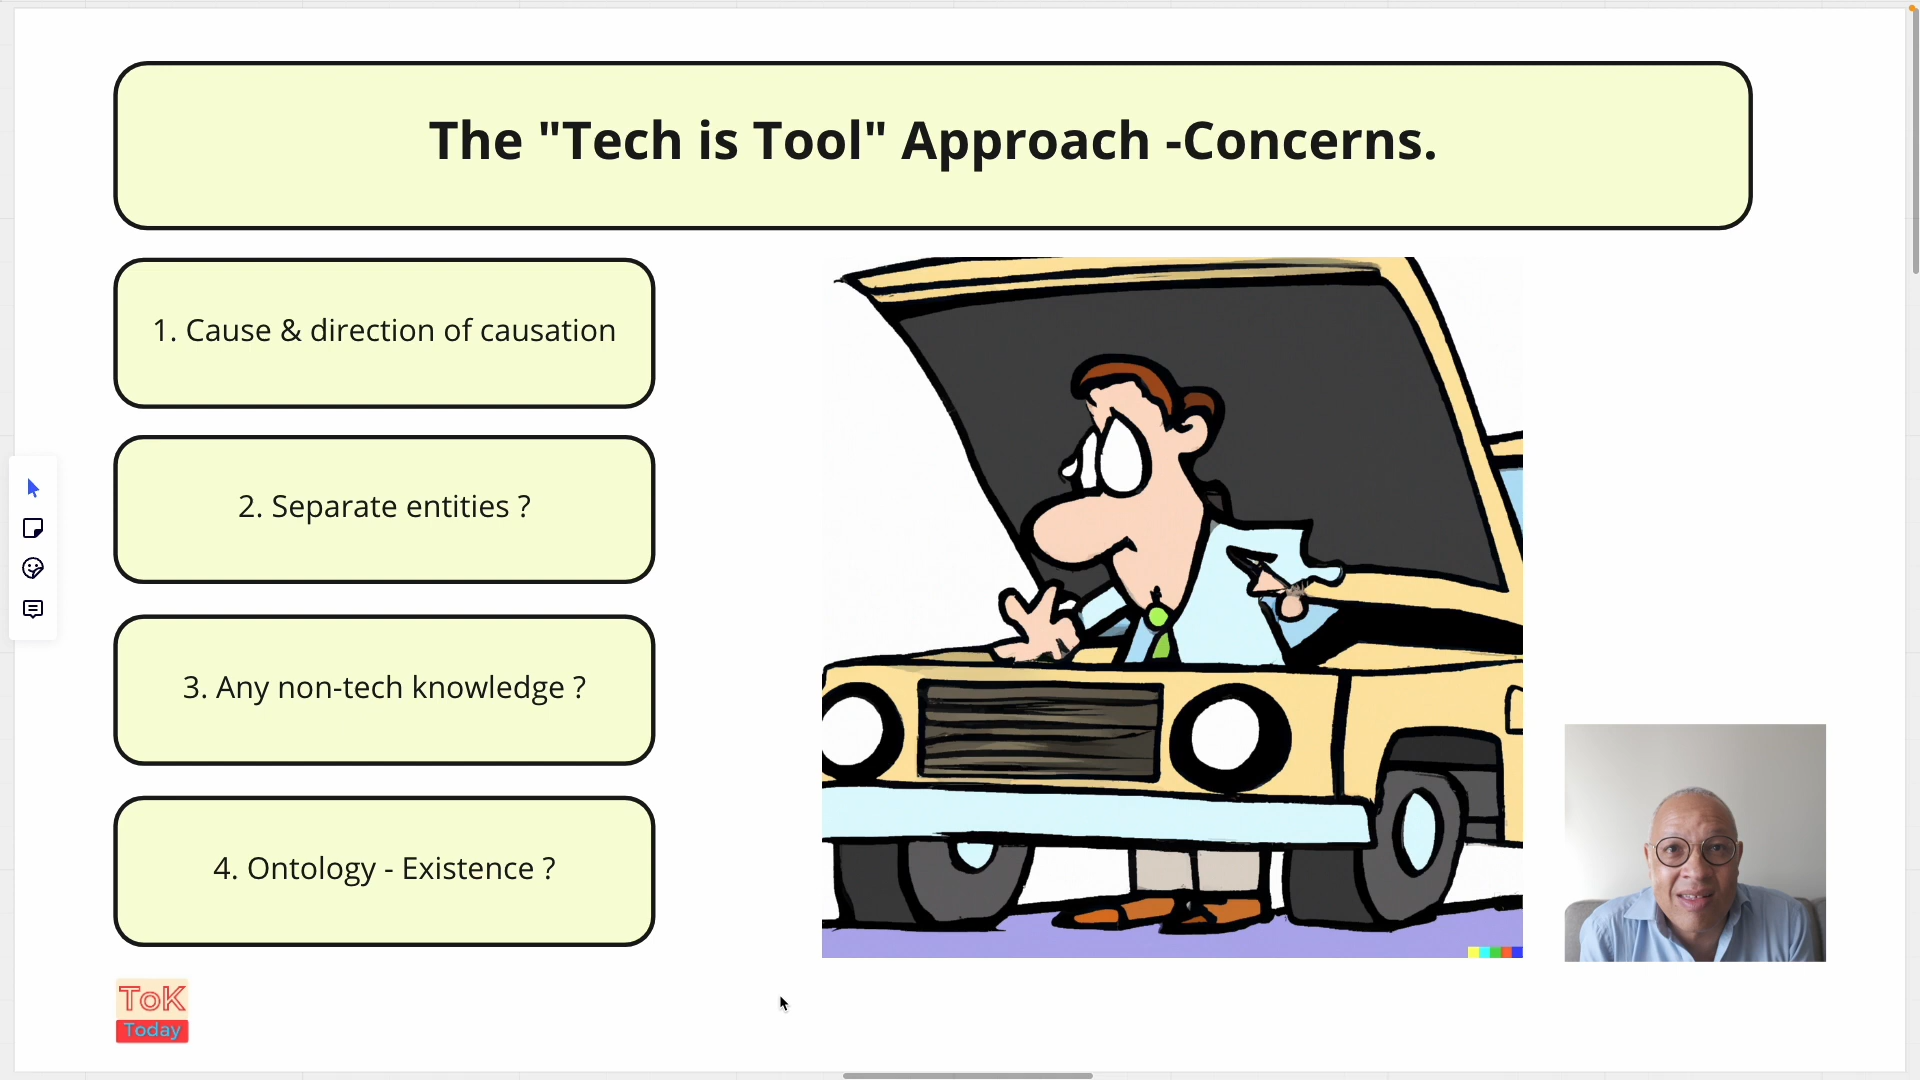 The "Tech is Tool" Approach -Concerns.
1. Cause & direction of causation
2. Separate entities ?
3. Any non-tech knowledge ?
4. Ontology - Existence ?
ToK
Today